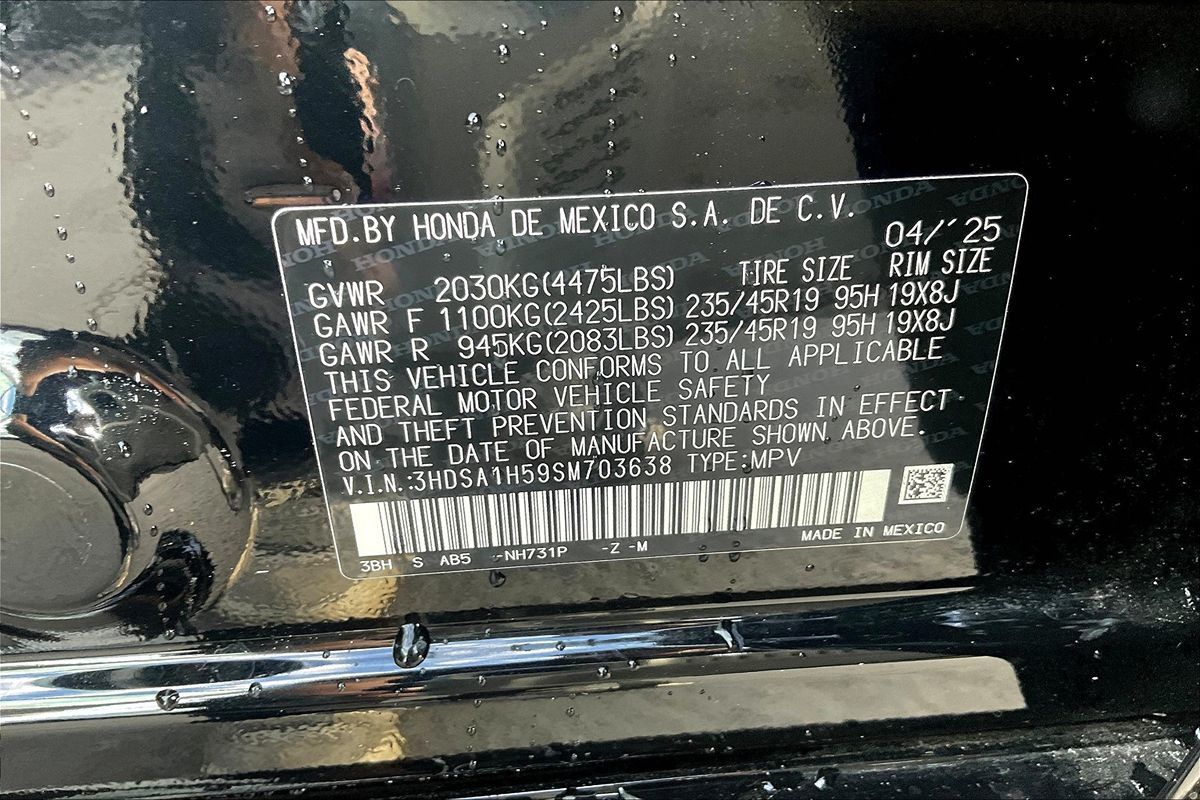 MFD.BY HONDA DE MEXICO S.A. DE C.V.
04/'25
TIRE SIZE RIM SIZE
GVWR 2030KG(4475LBS)
GAWR F 1100KG(2425LBS) 235/45R19 95H 19X8J
GAWR R 945KG(2083LBS) 235/45R19 95H 19X8J
THIS VEHICLE CONFORMS TO ALL APPLICABLE
FEDERAL MOTOR VEHICLE SAFETY
AND THEFT PREVENTION STANDARDS IN EFFECT
ON THE DATE OF MANUFACTURE SHOWN ABOVE.
V.I.N.:3HDSA1H59SM703638 TYPE:MPV
MADE IN MEXICO
3BH S AB5 -NH731P -Z -M